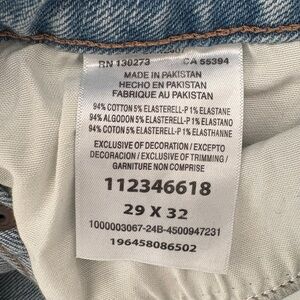 RN 130273 CA 55394
MADE IN PAKISTAN
HECHO EN PAKISTAN
FABRIQUE AU PAKISTAN
94% COTTON 5% ELASTERELL-P 1% ELASTANE
94% ALGODON 5% ELASTERELL-P 1% ELASTANE
94% COTON 5% ELASTERELL-P 1% ELASTHANNE
EXCLUSIVE OF DECORATION / EXCEPTO
DECORACION / EXCLUSIVE OF TRIMMING /
GARNITURE NON COMPRISE
112346618
29 X 32
1000003067-24B-4500947231
196458086502